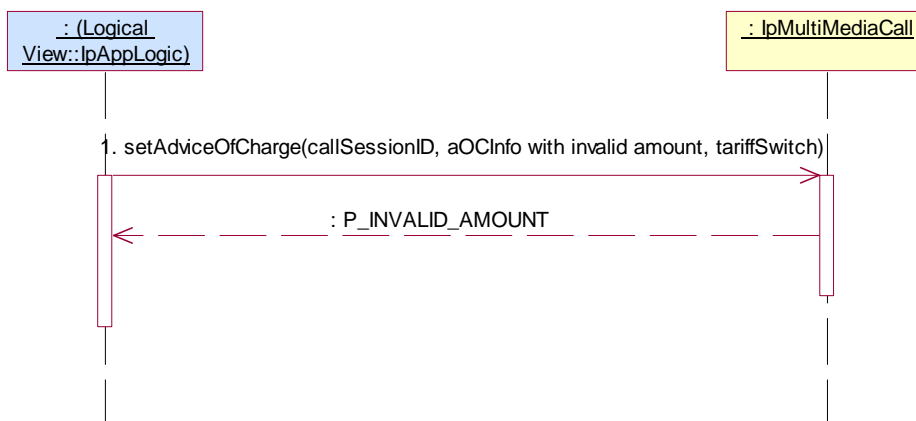 : (Logical
View::IpAppLogic)
: IpMultiMediaCall
1. setAdviceOfCharge(callSessionID, aOCInfo with invalid amount, tariffSwitch)
: P_INVALID_AMOUNT